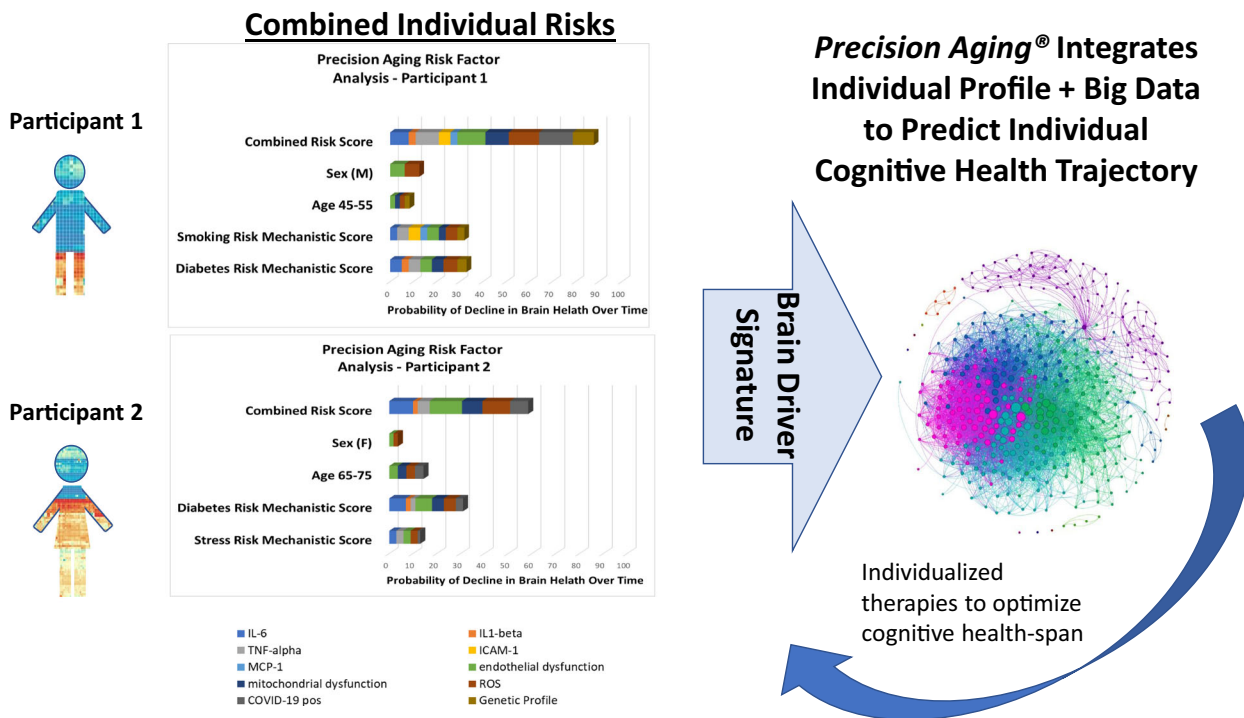 Combined Individual Risks
Participant 1
Precision Aging Risk Factor
Analysis - Participant 1
Combined Risk Score
Sex (M)
Age 45-55
Smoking Risk Mechanistic Score
Diabetes Risk Mechanistic Score
0 10 20 30 40 50 60 70 80 90 100
Probability of Decline in Brain Helath Over Time
Participant 2
Precision Aging Risk Factor
Analysis - Participant 2
Combined Risk Score
Sex (F)
Age 65-75
Diabetes Risk Mechanistic Score
Stress Risk Mechanistic Score
0 10 20 30 40 50 60 70 80 90 100
Probability of Decline in Brain Helath Over Time
IL-6
IL1-beta
TNF-alpha
ICAM-1
MCP-1
endothelial dysfunction
mitochondrial dysfunction
ROS
COVID-19 pos
Genetic Profile
Precision Aging® Integrates
Individual Profile + Big Data
to Predict Individual
Cognitive Health Trajectory
Brain Driver
Signature
Individualized
therapies to optimize
cognitive health-span